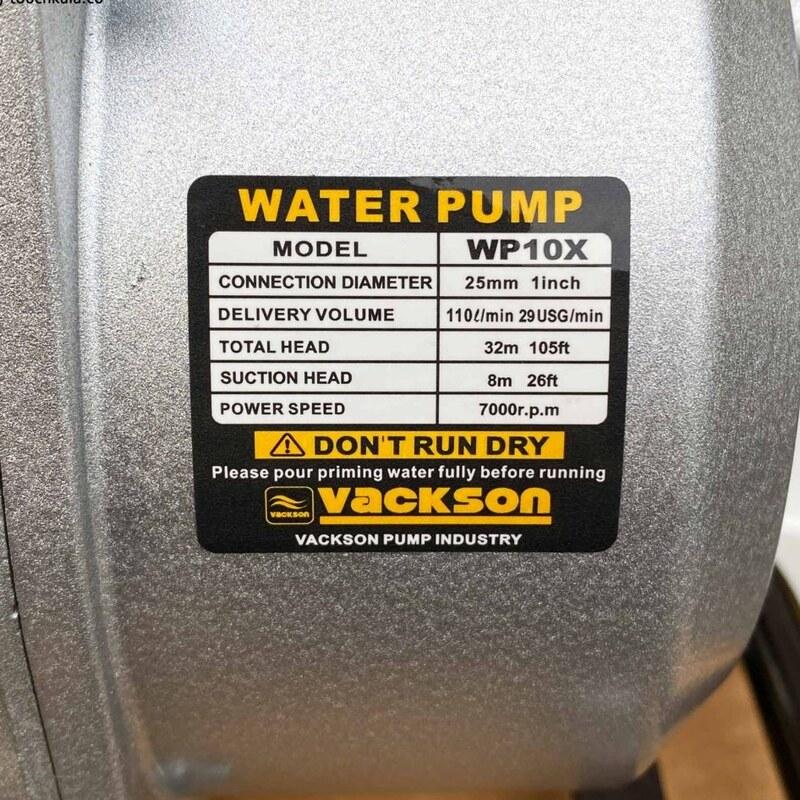 WATER PUMP
MODEL WP10X
CONNECTION DIAMETER 25mm 1inch
DELIVERY VOLUME 110ℓ/min 29USG/min
TOTAL HEAD 32m 105ft
SUCTION HEAD 8m 26ft
POWER SPEED 7000r.p.m
DON'T RUN DRY
Please pour priming water fully before running
VACKSON VACKSON
VACKSON PUMP INDUSTRY